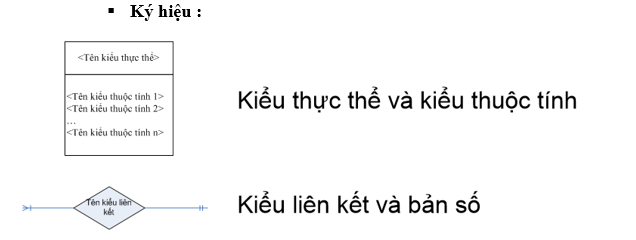 ▪ Ký hiệu :
<Tên kiểu thực thể>
<Tên kiểu thuộc tính 1>
<Tên kiểu thuộc tính 2>
...
<Tên kiểu thuộc tính n>
Kiểu thực thể và kiểu thuộc tính
Tên kiểu liên
kết
Kiểu liên kết và bản số